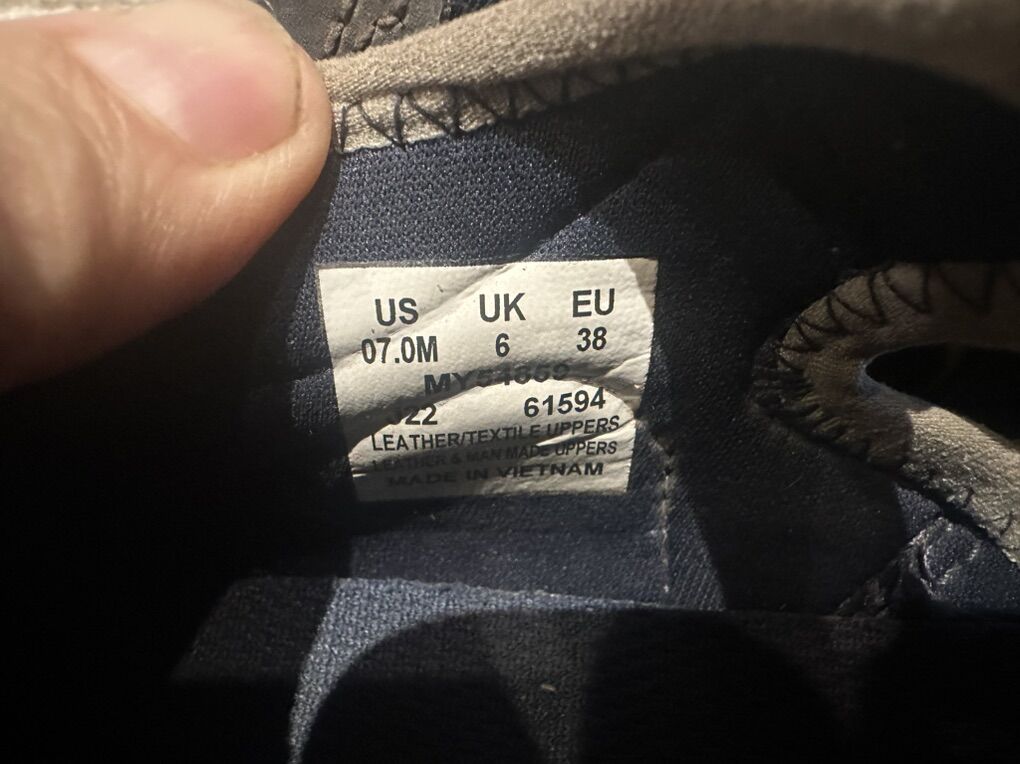 US UK EU
07.0M 6 38
61594
LEATHER/TEXTILE UPPERS
LEATHER & MAN MADE UPPERS
MADE IN VIETNAM